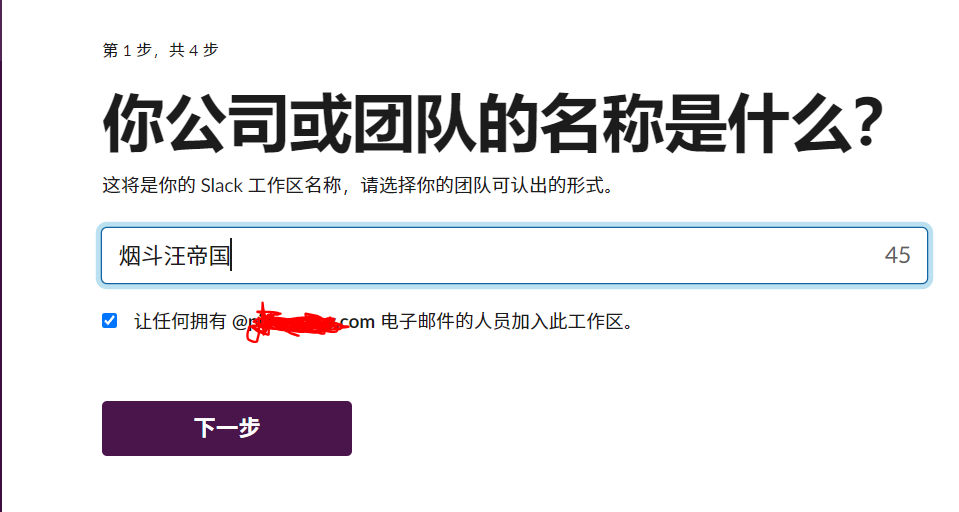 第 1 步，共 4 步
你公司或团队的名称是什么？
这将是你的 Slack 工作区名称，请选择你的团队可认出的形式。
烟斗汪帝国 45
让任何拥有 @ .com 电子邮件的人员加入此工作区。
下一步